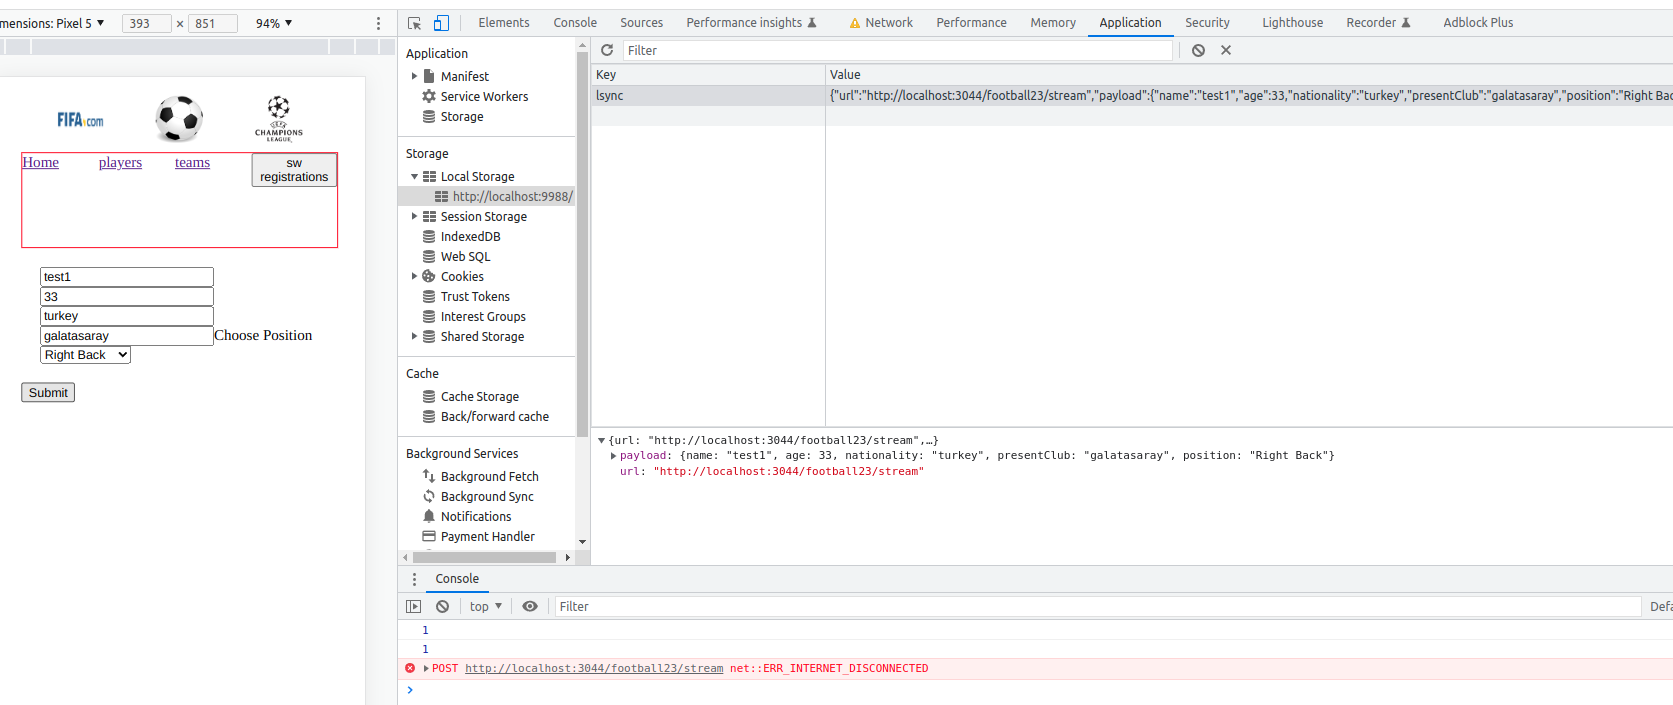 mensions: Pixel 5 ▼ 393 × 851 94% ▼
Elements Console Sources Performance insights Network Performance Memory Application Security Lighthouse Recorder Adblock Plus
FIFA.com
CHAMPIONS
LEAGUE
Home players teams sw registrations
test1
33
turkey
galatasaray Choose Position
Right Back
Submit
Application
Manifest
Service Workers
Storage
Storage
Local Storage
http://localhost:9988/
Session Storage
IndexedDB
Web SQL
Cookies
Trust Tokens
Interest Groups
Shared Storage
Cache
Cache Storage
Back/forward cache
Background Services
Background Fetch
Background Sync
Notifications
Payment Handler
Filter
Key Value
lsync {"url":"http://localhost:3044/football23/stream","payload":{"name":"test1","age":33,"nationality":"turkey","presentClub":"galatasaray","position":"Right Bac
{url: "http://localhost:3044/football23/stream",…}
payload: {name: "test1", age: 33, nationality: "turkey", presentClub: "galatasaray", position: "Right Back"}
url: "http://localhost:3044/football23/stream"
Console
top ▼ Filter Defa
1
1
POST http://localhost:3044/football23/stream net::ERR_INTERNET_DISCONNECTED